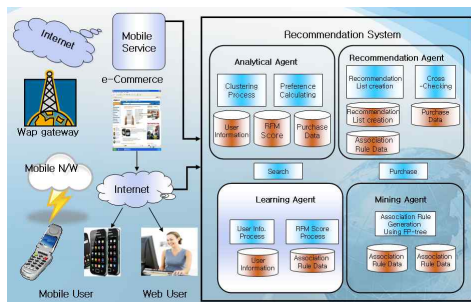 Internet
Mobile
Service
e-Commerce
Wap gateway
Mobile N/W
Internet
Mobile User
Web User
Recommendation System
Analytical Agent
Clustring
Process
Preference
Calculating
User
Information
RFM
Score
Purchase
Data
Recommendation Agent
Recommendation
List creation
Cross
-Checking
Recommendation
List creation
Purchase
Data
Association
Rule Data
Search
Purchase
Learning Agent
User Info.
Process
RFM Score
Process
User
Information
Association
Rule Data
Mining Agent
Association Rule
Generation
Using FP-tree
Association
Rule Data
Association
Rule Data